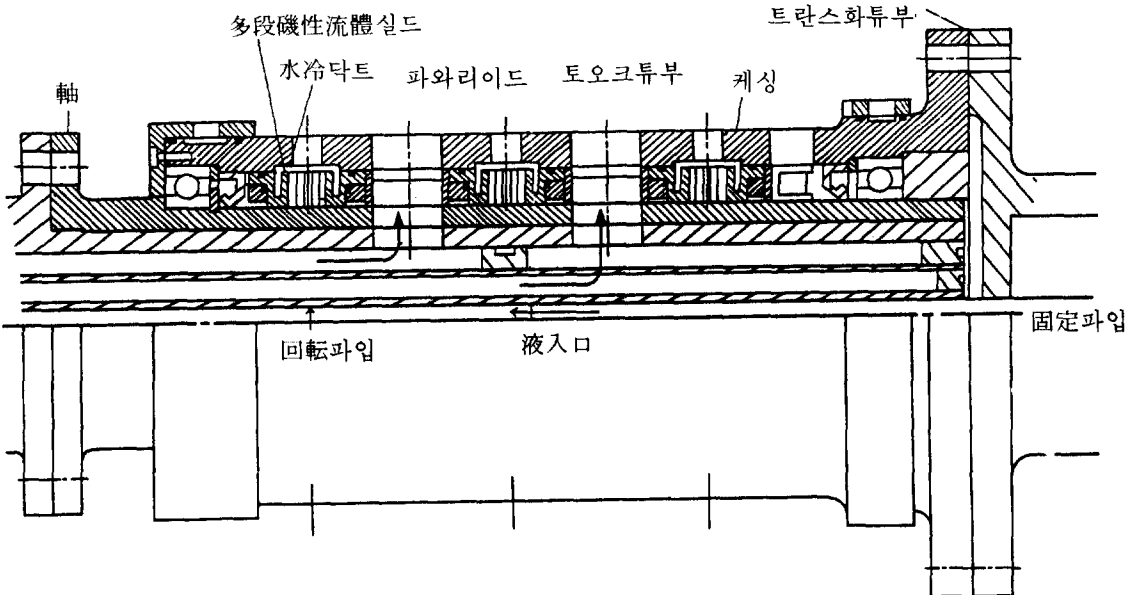 트란스화튜부
多段磁性流體실드
水冷닥트
파와리이드
토오크튜부
케싱
軸
回転파입
液入口
固定파입